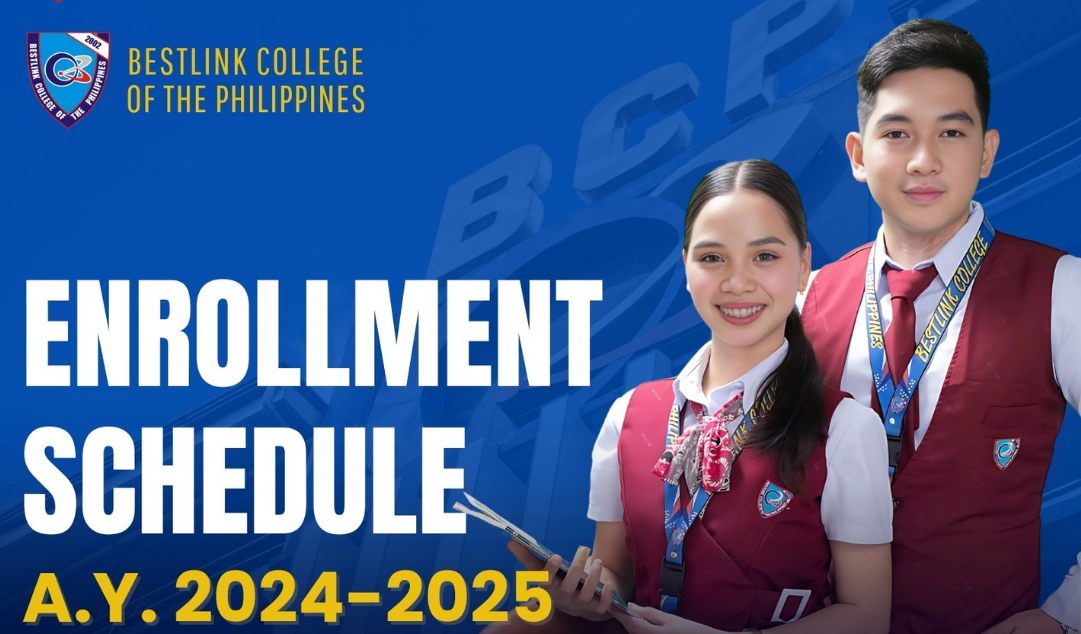 2002
BESTLINK COLLEGE OF THE PHILIPPINES
BESTLINK COLLEGE
OF THE PHILIPPINES
BCP
ENROLLMENT
SCHEDULE
A.Y. 2024-2025
PHILIPPINES
BESTLINK COLLEGE